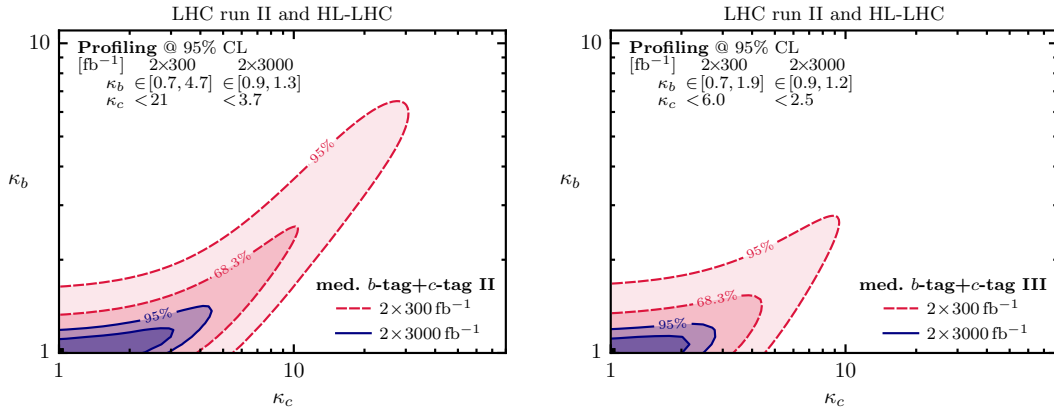 LHC run II and HL-LHC
Profiling @ 95% CL
[fb⁻¹] 2×300 2×3000
κ_b ∈[0.7, 4.7] ∈[0.9, 1.3]
κ_c <21 <3.7
95%
68.3%
95%
med. b-tag+c-tag II
2×300 fb⁻¹
2×3000 fb⁻¹
10
1
κ_b
1
10
κ_c
LHC run II and HL-LHC
Profiling @ 95% CL
[fb⁻¹] 2×300 2×3000
κ_b ∈[0.7, 1.9] ∈[0.9, 1.2]
κ_c <6.0 <2.5
95%
68.3%
95%
med. b-tag+c-tag III
2×300 fb⁻¹
2×3000 fb⁻¹
10
1
κ_b
1
10
κ_c